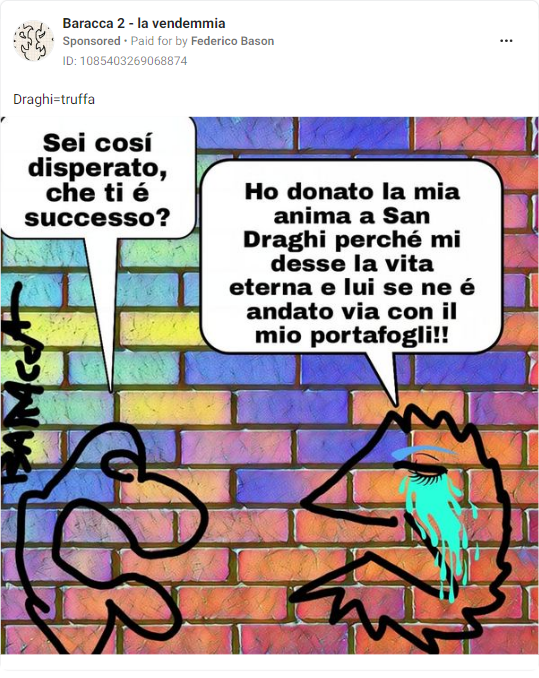 Baracca 2 - la vendemmia
Sponsored • Paid for by Federico Bason
ID: 1085403269068874
Draghi=truffa
Sei cosí
disperato,
che ti é
successo?
Ho donato la mia
anima a San
Draghi perché mi
desse la vita
eterna e lui se ne é
andato via con il
mio portafogli!!